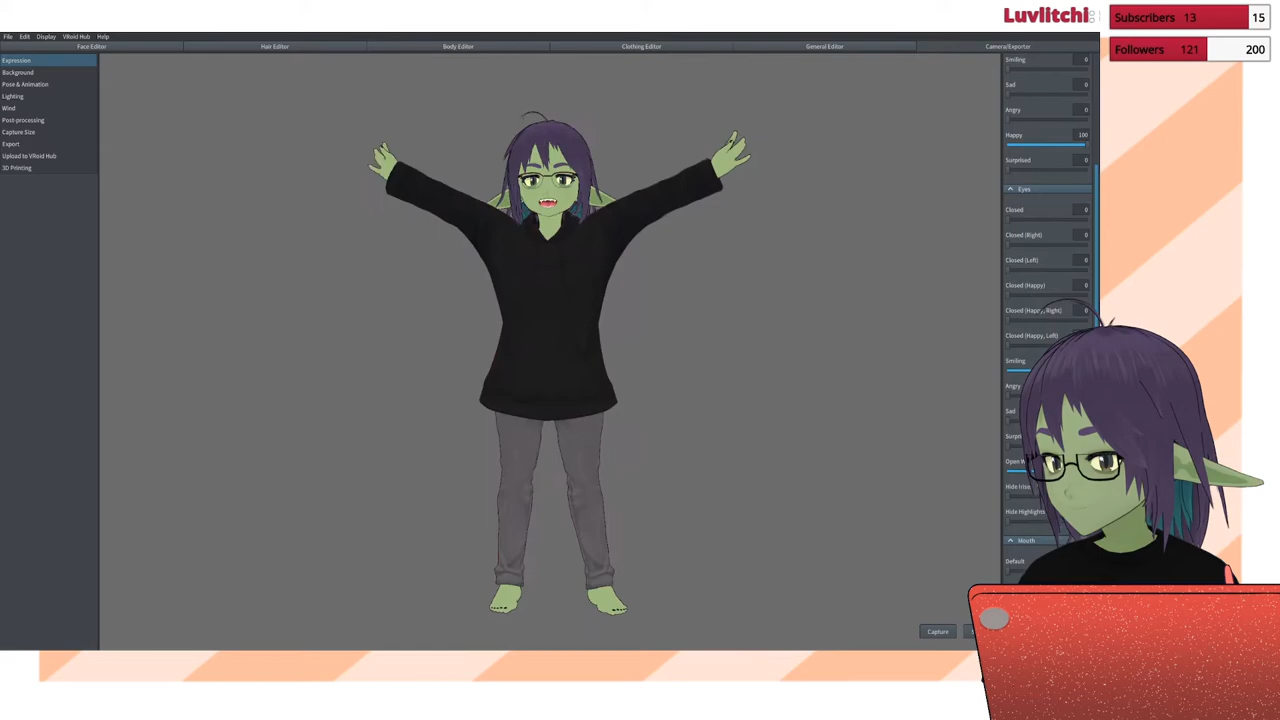 Luvlitchi
Subscribers 13 15
Followers 121 200
File Edit Display VRoid Hub Help
Face Editor Hair Editor Body Editor Clothing Editor General Editor Camera/Exporter
Expression
Background
Pose & Animation
Lighting
Wind
Post-processing
Capture Size
Export
Upload to VRoid Hub
3D Printing
Smiling 0
Sad 0
Angry 0
Happy 100
Surprised 0
Eyes
Closed 0
Closed (Right) 0
Closed (Left) 0
Closed (Happy) 0
Closed (Happy, Right) 0
Closed (Happy, Left)
Smiling
Angry
Sad
Surpri
Open W
Hide Irise
Hide Highlights
Mouth
Default
Capture